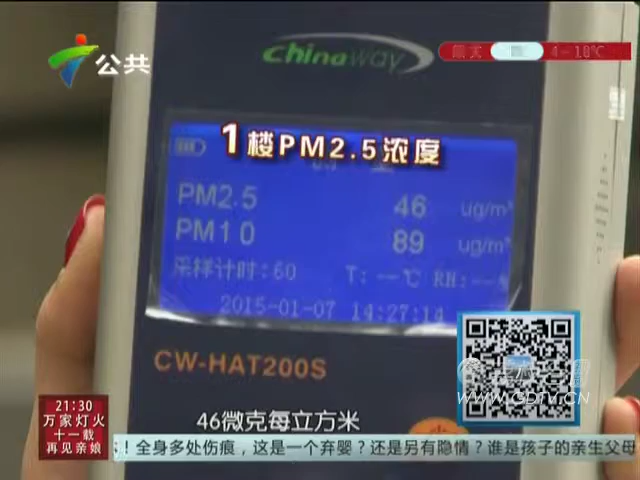 公共
Chinaway
4~18℃
1楼PM2.5浓度
PM2.5 46 ug/m³
PM10 89 ug/m³
采样计时:60 T:--℃ RH:--%
2015-01-07 14:27:14
CW-HAT200S
WWW.GDTV.CN
46微克每立方米
21:30
万家灯火
十一载
再见亲娘
！全身多处伤痕，这是一个弃婴？还是另有隐情？谁是孩子的亲生父母